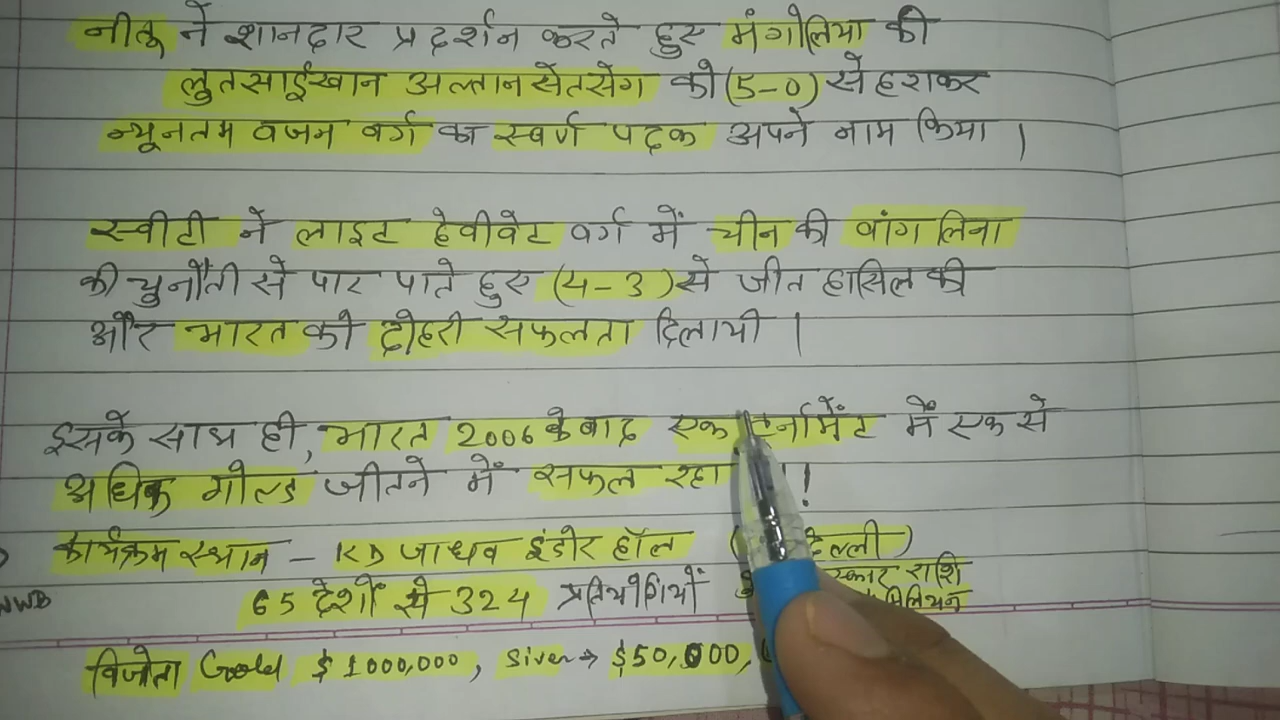 नीतू ने शानदार प्रदर्शन करते हुए मंगोलिया की
लुतसाईखान अल्तानसेतसेग को (5-0) से हराकर
न्यूनतम वजन वर्ग का स्वर्ण पदक अपने नाम किया ।
स्वीटी ने लाइट हेवीवेट वर्ग में चीन की वांग लिना
की चुनौती से पार पाते हुए (4-3) से जीत हासिल की
और भारत को दोहरी सफलता दिलायी ।
इसके साथ ही, भारत 2006 के बाद एक टूर्नामेंट में एक से
अधिक गोल्ड जीतने में सफल रहा !
कार्यक्रम स्थान – KD जाधव इंडोर हॉल ( दिल्ली )
65 देशों से 324 प्रतियोगियों राशि
मिलियन
विजेता Gold $ 1000,000, Siver → $50,000,